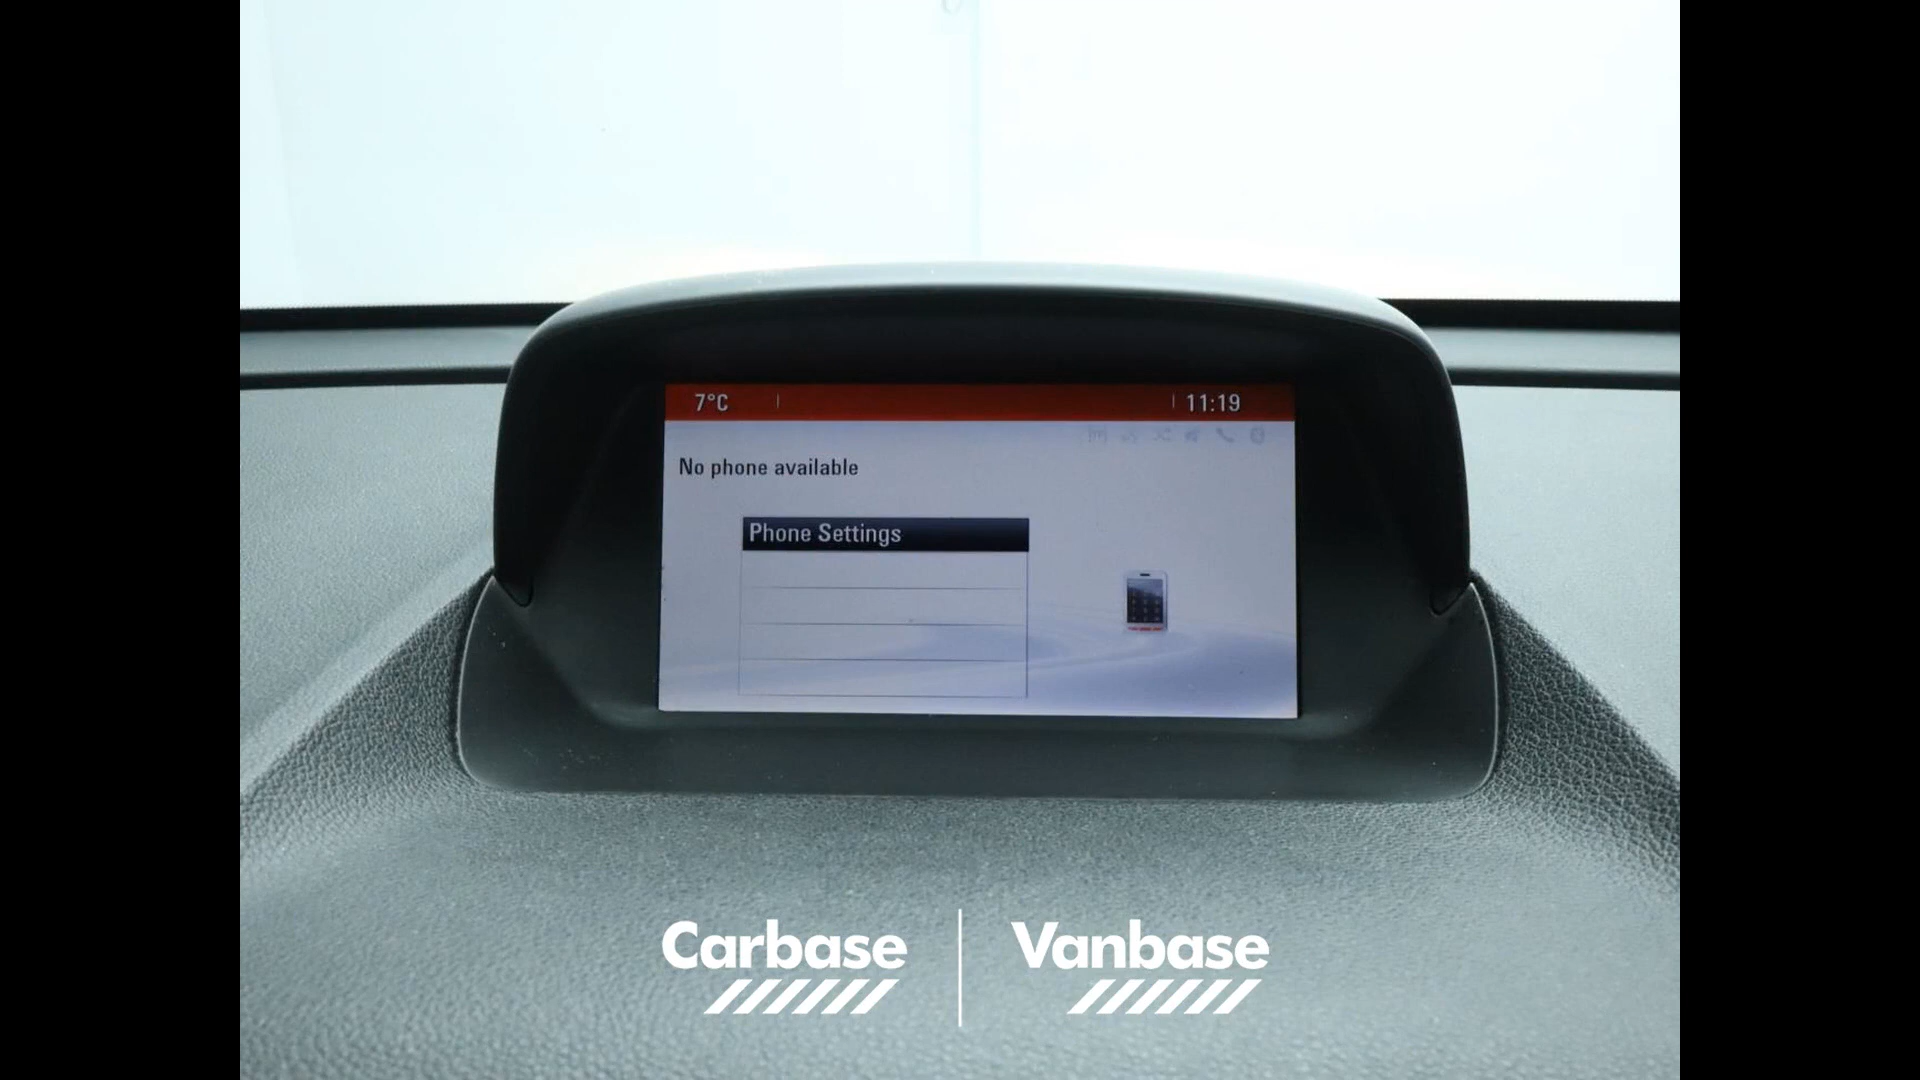 7°C
11:19
No phone available
Phone Settings
Carbase
Vanbase